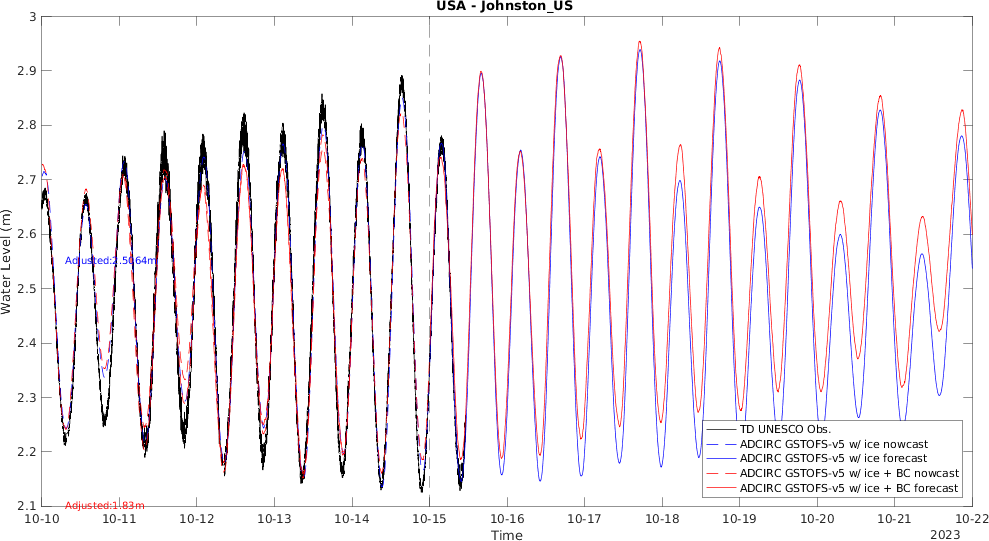 USA - Johnston_US
Water Level (m)
3
2.9
2.8
2.7
2.6
2.5
2.4
2.3
2.2
2.1
Adjusted:2.5064m
Adjusted:1.83m
TD UNESCO Obs.
ADCIRC GSTOFS-v5 w/ ice nowcast
ADCIRC GSTOFS-v5 w/ ice forecast
ADCIRC GSTOFS-v5 w/ ice + BC nowcast
ADCIRC GSTOFS-v5 w/ ice + BC forecast
10-10 10-11 10-12 10-13 10-14 10-15 10-16 10-17 10-18 10-19 10-20 10-21 10-22
Time
2023